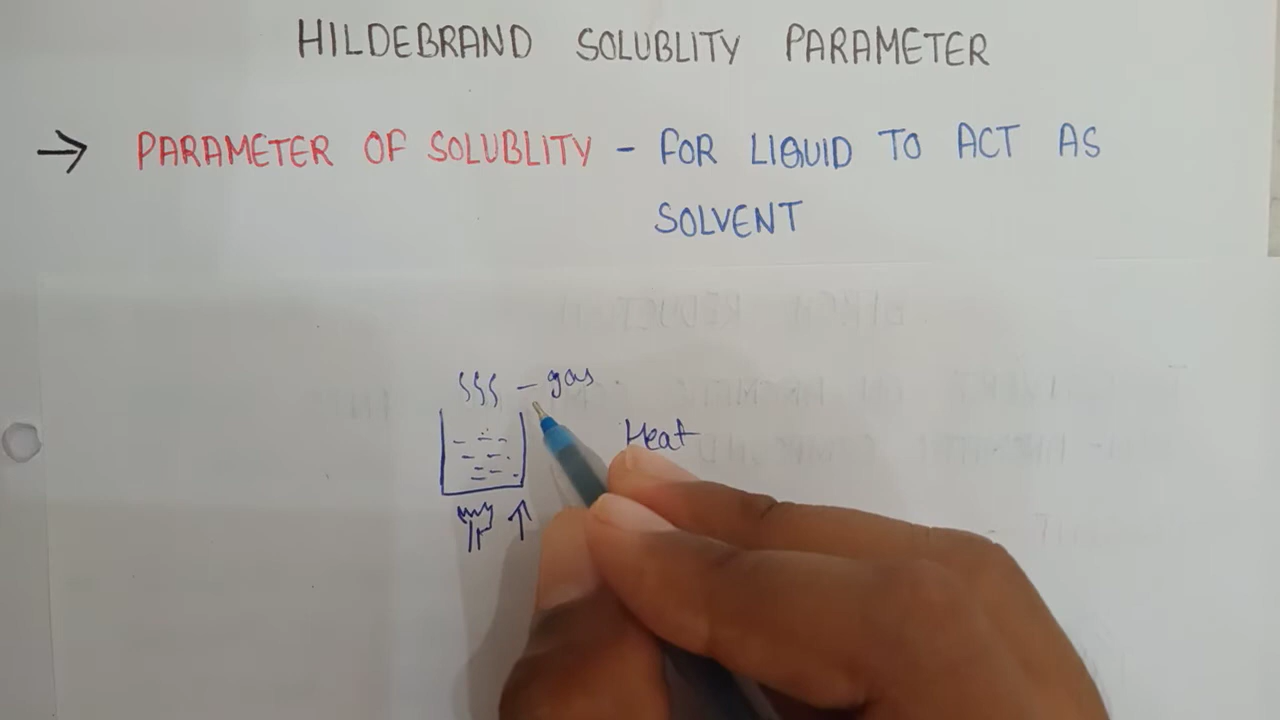 HILDEBRAND SOLUBLITY PARAMETER
→ PARAMETER OF SOLUBLITY - FOR LIQUID TO ACT AS
SOLVENT
- gas
Heat